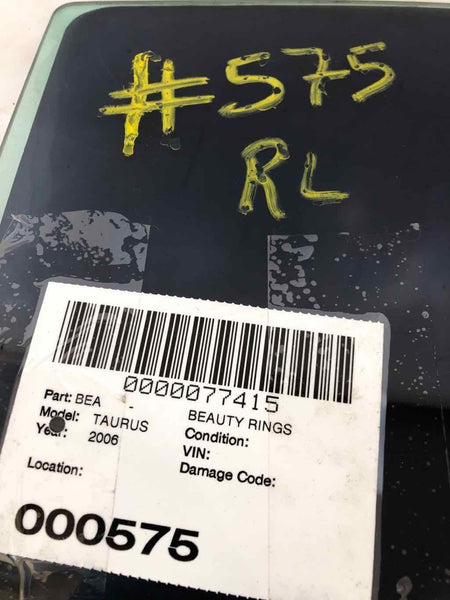 #575
RL
0000077415
Part: BEA - BEAUTY RINGS
Model: TAURUS Condition:
Year: 2006 VIN:
Location: Damage Code:
000575